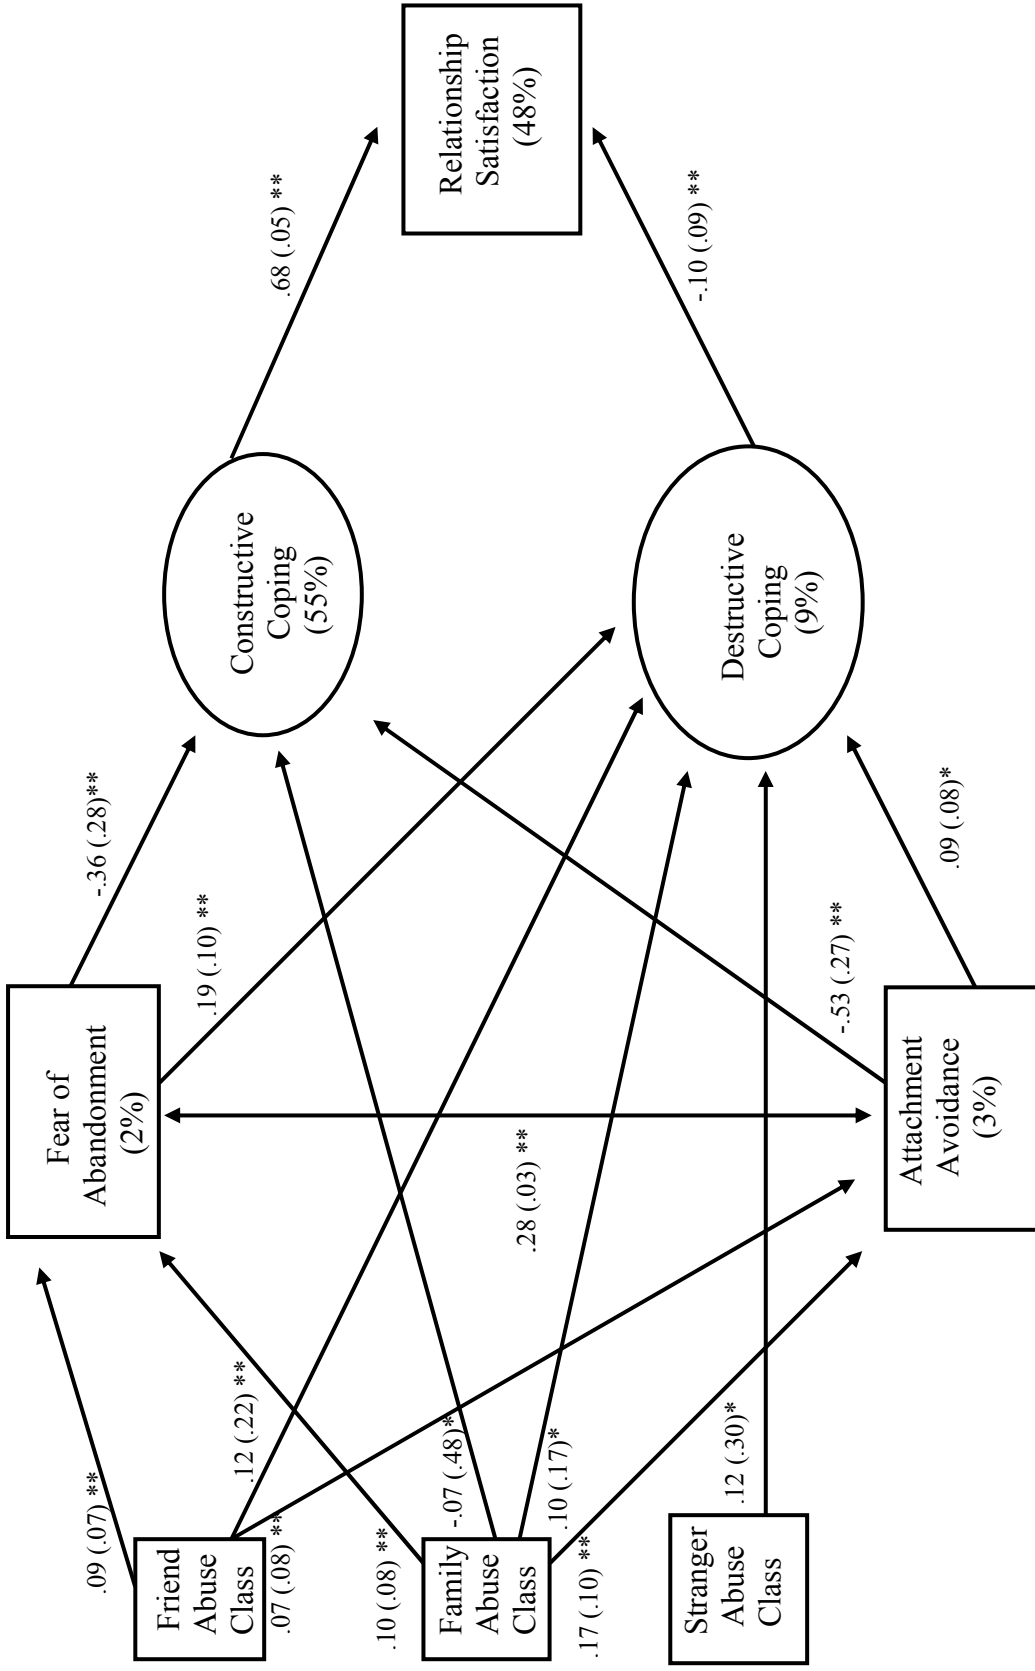 Friend
Abuse
Class
Family
Abuse
Class
Stranger
Abuse
Class
.09 (.07) **
.12 (.22) **
.07 (.08) **
.10 (.08) **
-.07 (.48)*
.10 (.17)*
.17 (.10) **
.12 (.30)*
Fear of
Abandonment
(2%)
.28 (.03) **
Attachment
Avoidance
(3%)
-.36 (.28)**
.19 (.10) **
-.53 (.27) **
.09 (.08)*
Constructive
Coping
(55%)
Destructive
Coping
(9%)
.68 (.05) **
-.10 (.09) **
Relationship
Satisfaction
(48%)